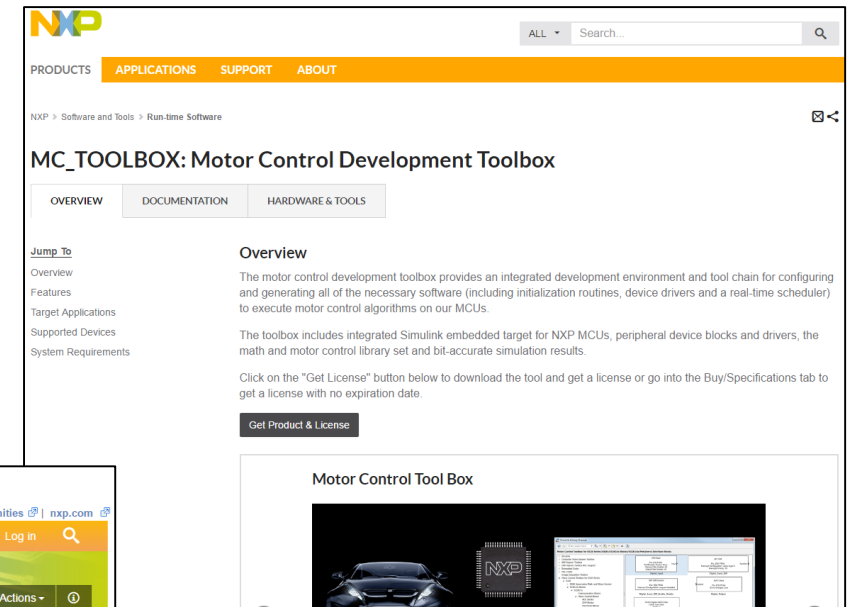 NXP
ALL Search...
PRODUCTS APPLICATIONS SUPPORT ABOUT
NXP > Software and Tools > Run-time Software
MC_TOOLBOX: Motor Control Development Toolbox
OVERVIEW DOCUMENTATION HARDWARE & TOOLS
Jump To
Overview
Features
Target Applications
Supported Devices
System Requirements
Overview
The motor control development toolbox provides an integrated development environment and tool chain for configuring
and generating all of the necessary software (including initialization routines, device drivers and a real-time scheduler)
to execute motor control algorithms on our MCUs.
The toolbox includes integrated Simulink embedded target for NXP MCUs, peripheral device blocks and drivers, the
math and motor control library set and bit-accurate simulation results.
Click on the "Get License" button below to download the tool and get a license or go into the Buy/Specifications tab to
get a license with no expiration date.
Get Product & License
Motor Control Tool Box
NXP
nities | nxp.com
Log in
Actions